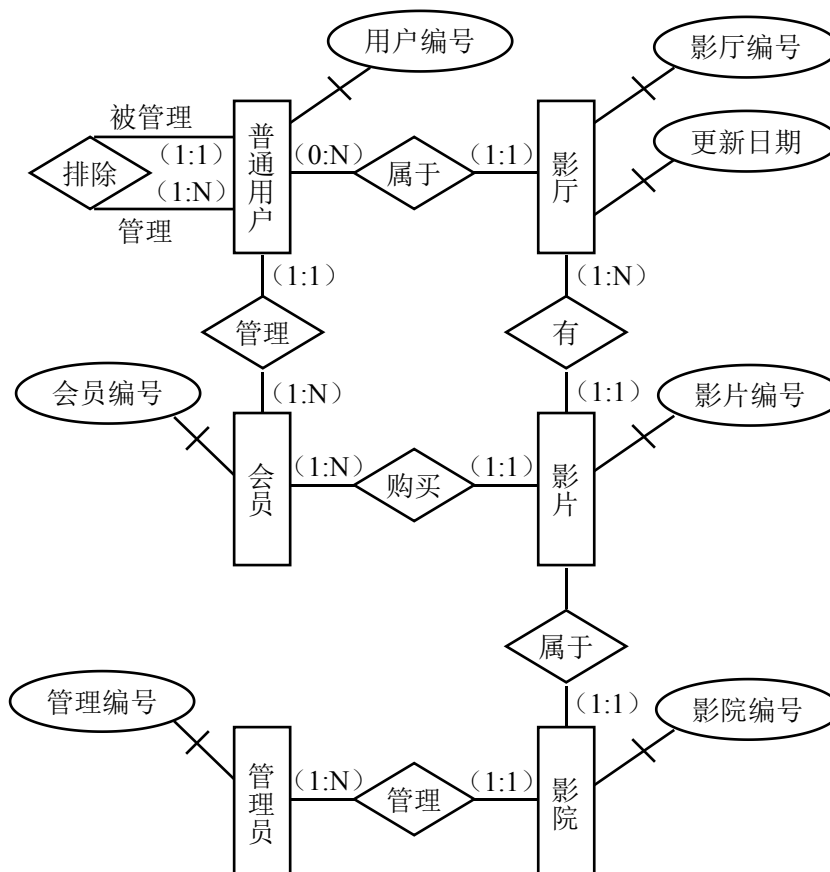 用户编号
影厅编号
更新日期
被管理
(1:1)
排除
(1:N)
管理
普通用户
(0:N)
属于
(1:1)
影厅
(1:1)
管理
(1:N)
(1:N)
有
(1:1)
会员编号
影片编号
会员
(1:N)
购买
(1:1)
影片
属于
(1:1)
管理编号
影院编号
管理员
(1:N)
管理
(1:1)
影院